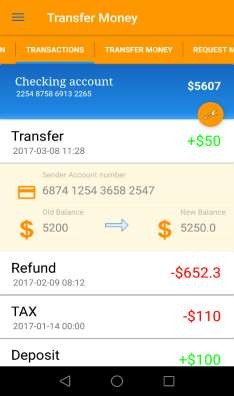 Transfer Money
N
TRANSACTIONS
TRANSFER MONEY
REQUEST M
Checking account
$5607
2254 8758 6913 2265
Transfer
+$50
2017-03-08 11:28
Sender Account number
6874 1254 3658 2547
Old Balance
New Balance
$ 5200
$ 5250.0
Refund
-$652.3
2017-02-09 08:12
TAX
-$110
2017-01-14 00:00
Deposit
+$100